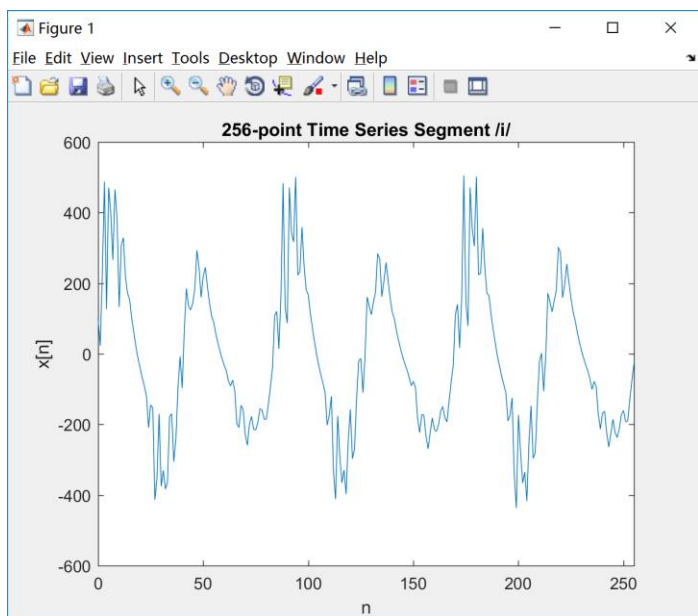 Figure 1
File Edit View Insert Tools Desktop Window Help
256-point Time Series Segment /i/
600
400
200
0
-200
-400
-600
x[n]
0 50 100 150 200 250
n